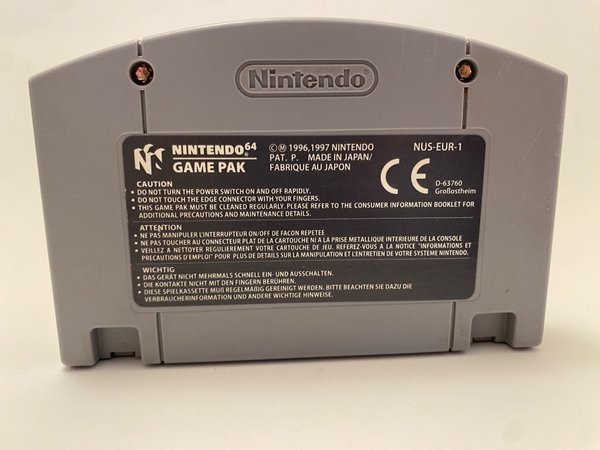 Nintendo
NINTENDO 64
GAME PAK
©Ⓜ 1996,1997 NINTENDO
PAT. P. MADE IN JAPAN/
FABRIQUE AU JAPON
NUS-EUR-1
CE
D-63760
Großostheim
CAUTION
• DO NOT TURN THE POWER SWITCH ON AND OFF RAPIDLY.
• DO NOT TOUCH THE EDGE CONNECTOR WITH YOUR FINGERS.
• THIS GAME PAK MUST BE CLEANED REGULARLY. PLEASE REFER TO THE CONSUMER INFORMATION BOOKLET FOR
ADDITIONAL PRECAUTIONS AND MAINTENANCE DETAILS.
ATTENTION
• NE PAS MANIPULER L'INTERRUPTEUR ON/OFF DE FACON REPETEE
• NE PAS TOUCHER AU CONNECTEUR PLAT DE LA CARTOUCHE NI A LA PRISE METALLIQUE INTERIEURE DE LA CONSOLE
• VEILLEZ A NETTOYER REGULIEREMENT VOTRE CARTOUCHE DE JEU. REFEREZ-VOUS A LA NOTICE "INFORMATIONS ET
PRECAUTIONS D'EMPLOI" POUR PLUS DE DETAILS SUR LA MANIPULATION ET L'ENTRETIEN DE VOTRE SYSTEME NINTENDO.
WICHTIG
• DAS GERÄT NICHT MEHRMALS SCHNELL EIN- UND AUSSCHALTEN.
• DIE KONTAKTE NICHT MIT DEN FINGERN BERÜHREN.
• DIESE SPIELKASSETTE MUß REGELMÄßIG GEREINIGT WERDEN. BITTE BEACHTEN SIE DAZU DIE
VERBRAUCHERINFORMATION UND ANDERE WICHTIGE HINWEISE.